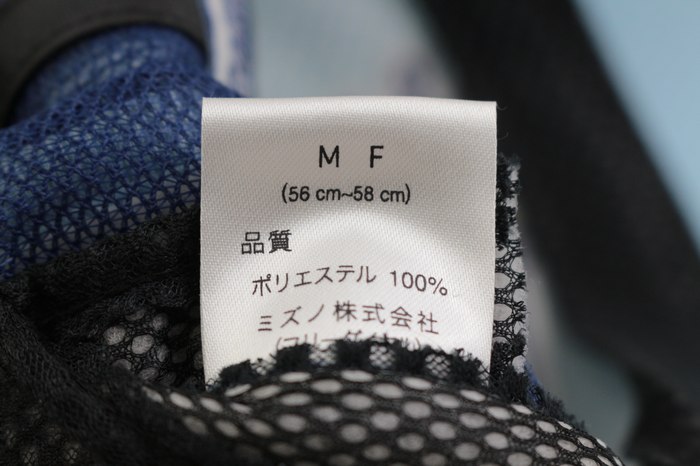 M F
(56 cm~58 cm)
品質
ポリエステル 100%
ミズノ株式会社